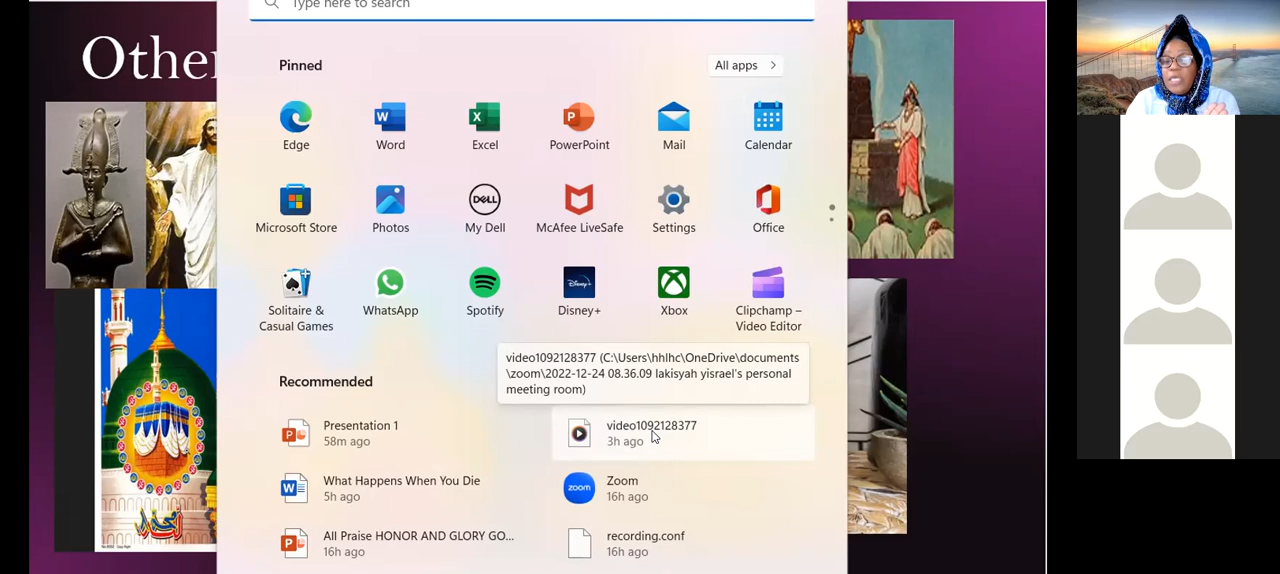 Type here to search
Other
Pinned
All apps
Edge
Word
Excel
PowerPoint
Mail
Calendar
Microsoft Store
Photos
My Dell
McAfee LiveSafe
Settings
Office
Solitaire &
Casual Games
WhatsApp
Spotify
Disney+
Xbox
Clipchamp –
Video Editor
video1092128377 (C:\Users\hhlhc\OneDrive\documents
\zoom\2022-12-24 08.36.09 lakisyah yisrael's personal
meeting room)
Recommended
Presentation 1
58m ago
video1092128377
3h ago
What Happens When You Die
5h ago
zoom
Zoom
16h ago
All Praise HONOR AND GLORY GO...
16h ago
recording.conf
16h ago